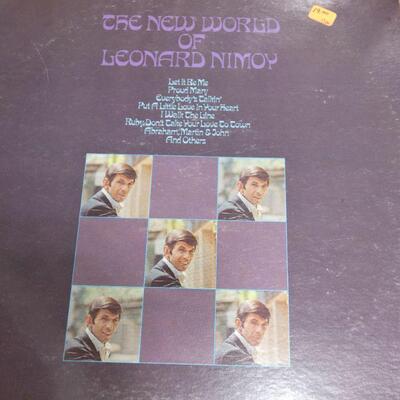 THE NEW WORLD
OF
LEONARD NIMOY
Let It Be Me
Proud Mary
Everybody's Talkin'
Put A Little Love In Your Heart
I Walk The Line
Ruby, Don't Take Your Love To Town
Abraham, Martin & John
And Others